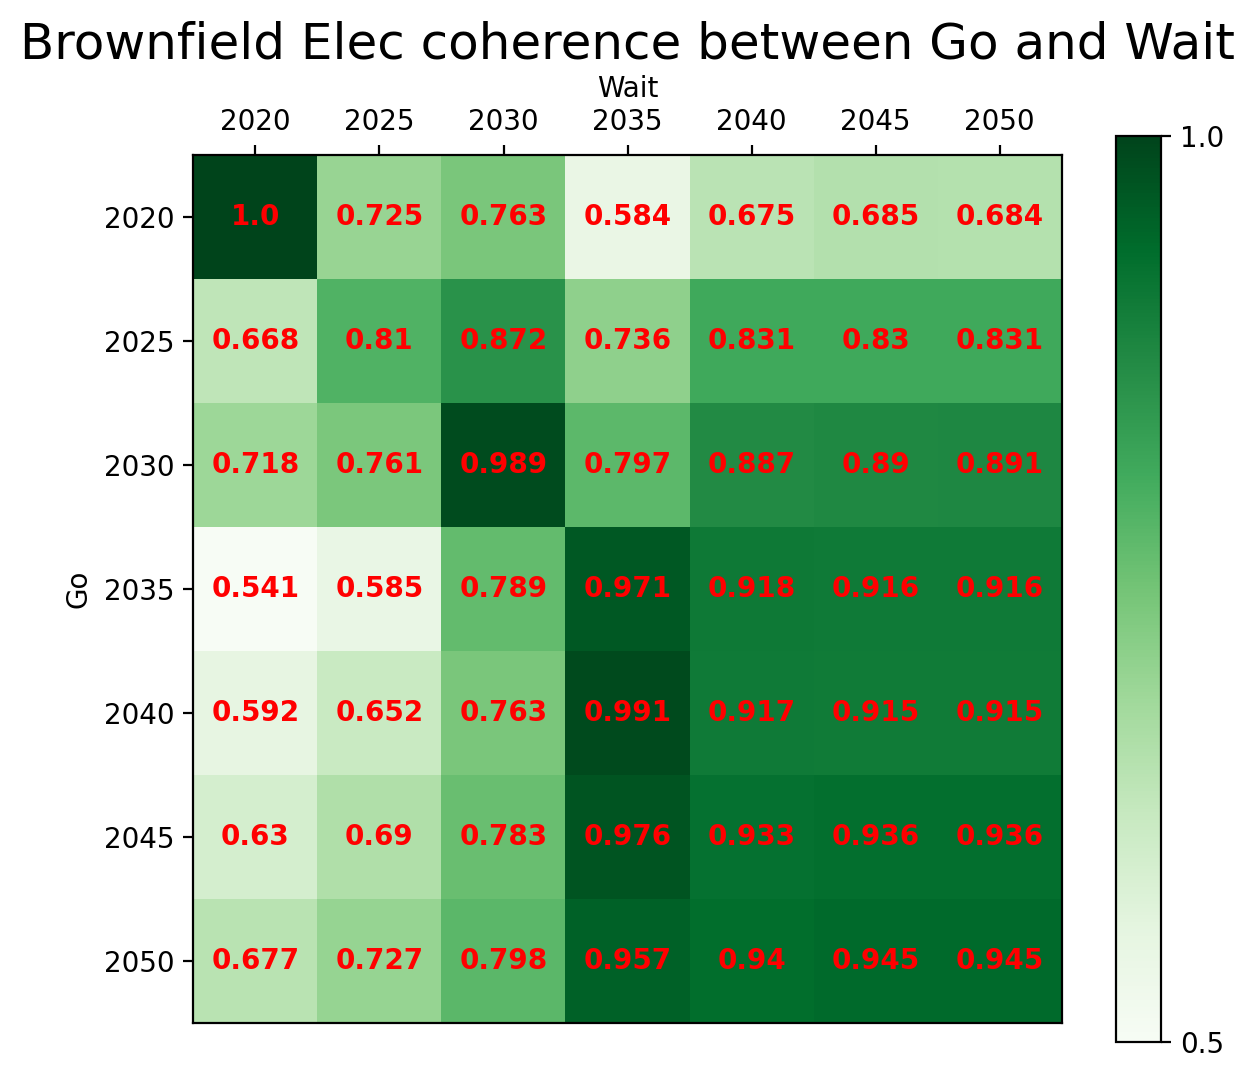 Brownfield Elec coherence between Go and Wait
Wait
2020 2025 2030 2035 2040 2045 2050
1.0
2020 1.0 0.725 0.763 0.584 0.675 0.685 0.684
2025 0.668 0.81 0.872 0.736 0.831 0.83 0.831
2030 0.718 0.761 0.989 0.797 0.887 0.89 0.891
Go
2035 0.541 0.585 0.789 0.971 0.918 0.916 0.916
2040 0.592 0.652 0.763 0.991 0.917 0.915 0.915
2045 0.63 0.69 0.783 0.976 0.933 0.936 0.936
2050 0.677 0.727 0.798 0.957 0.94 0.945 0.945
0.5